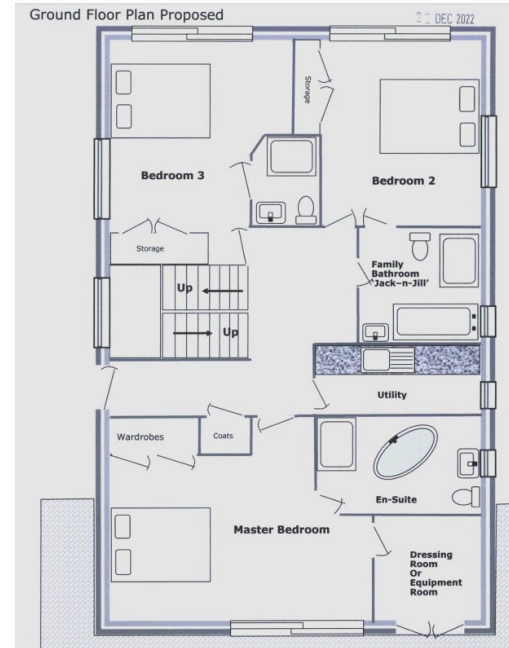 Ground Floor Plan Proposed
DEC 2022
Storage
Bedroom 3
Bedroom 2
Storage
Family
Bathroom
'Jack-n-Jill'
Up
Up
Utility
Wardrobes
Coats
En-Suite
Master Bedroom
Dressing
Room
Or
Equipment
Room